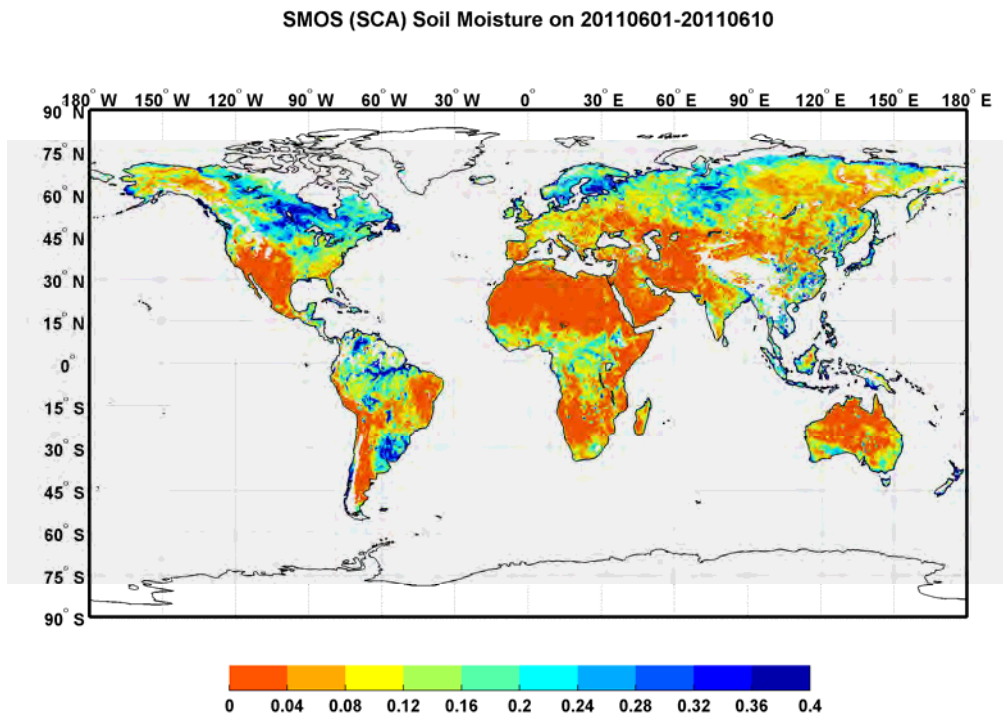 SMOS (SCA) Soil Moisture on 20110601-20110610
180° W 150° W 120° W 90° W 60° W 30° W 0° 30° E 60° E 90° E 120° E 150° E 180° E
90° N
75° N
60° N
45° N
30° N
15° N
0°
15° S
30° S
45° S
60° S
75° S
90° S
0 0.04 0.08 0.12 0.16 0.2 0.24 0.28 0.32 0.36 0.4